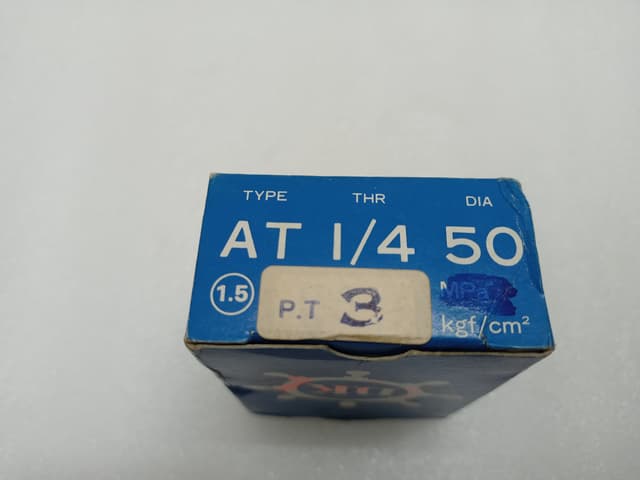 TYPE THR DIA
AT 1/4 50
1.5 P.T 3 MPa
kgf/cm²